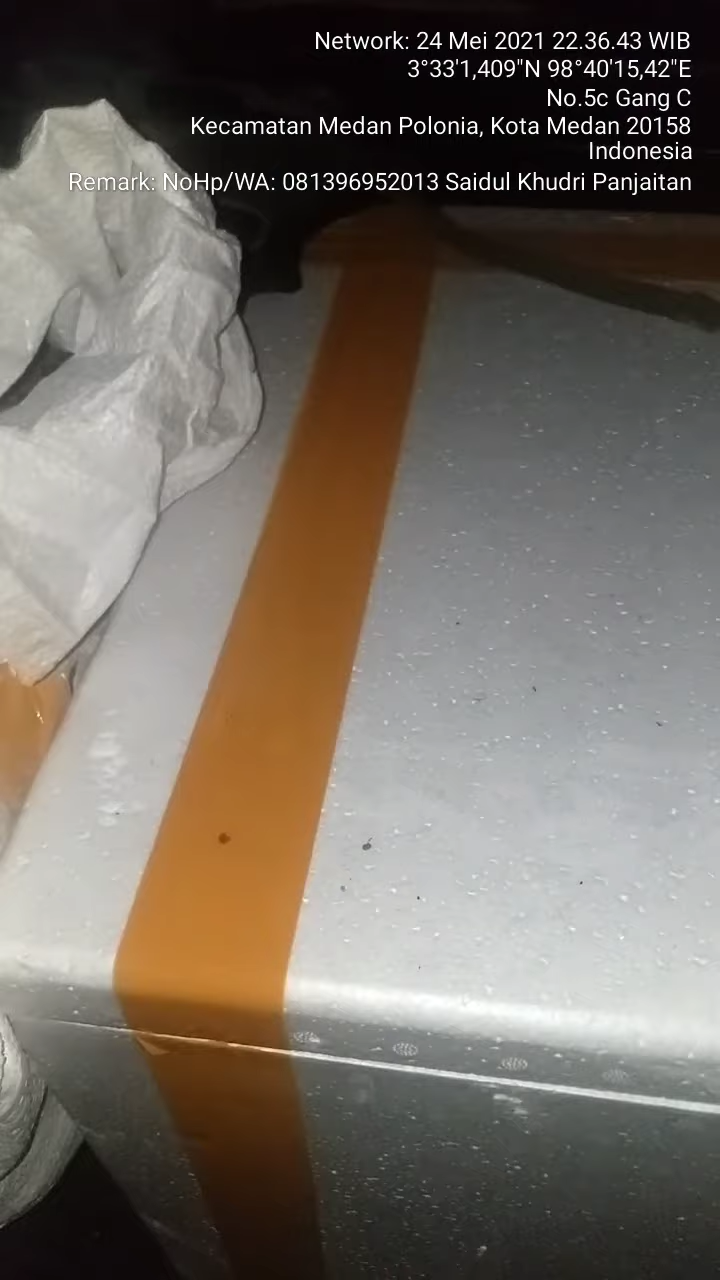 Network: 24 Mei 2021 22.36.43 WIB
3°33'1,409"N 98°40'15,42"E
No.5c Gang C
Kecamatan Medan Polonia, Kota Medan 20158
Indonesia
Remark: NoHp/WA: 081396952013 Saidul Khudri Panjaitan